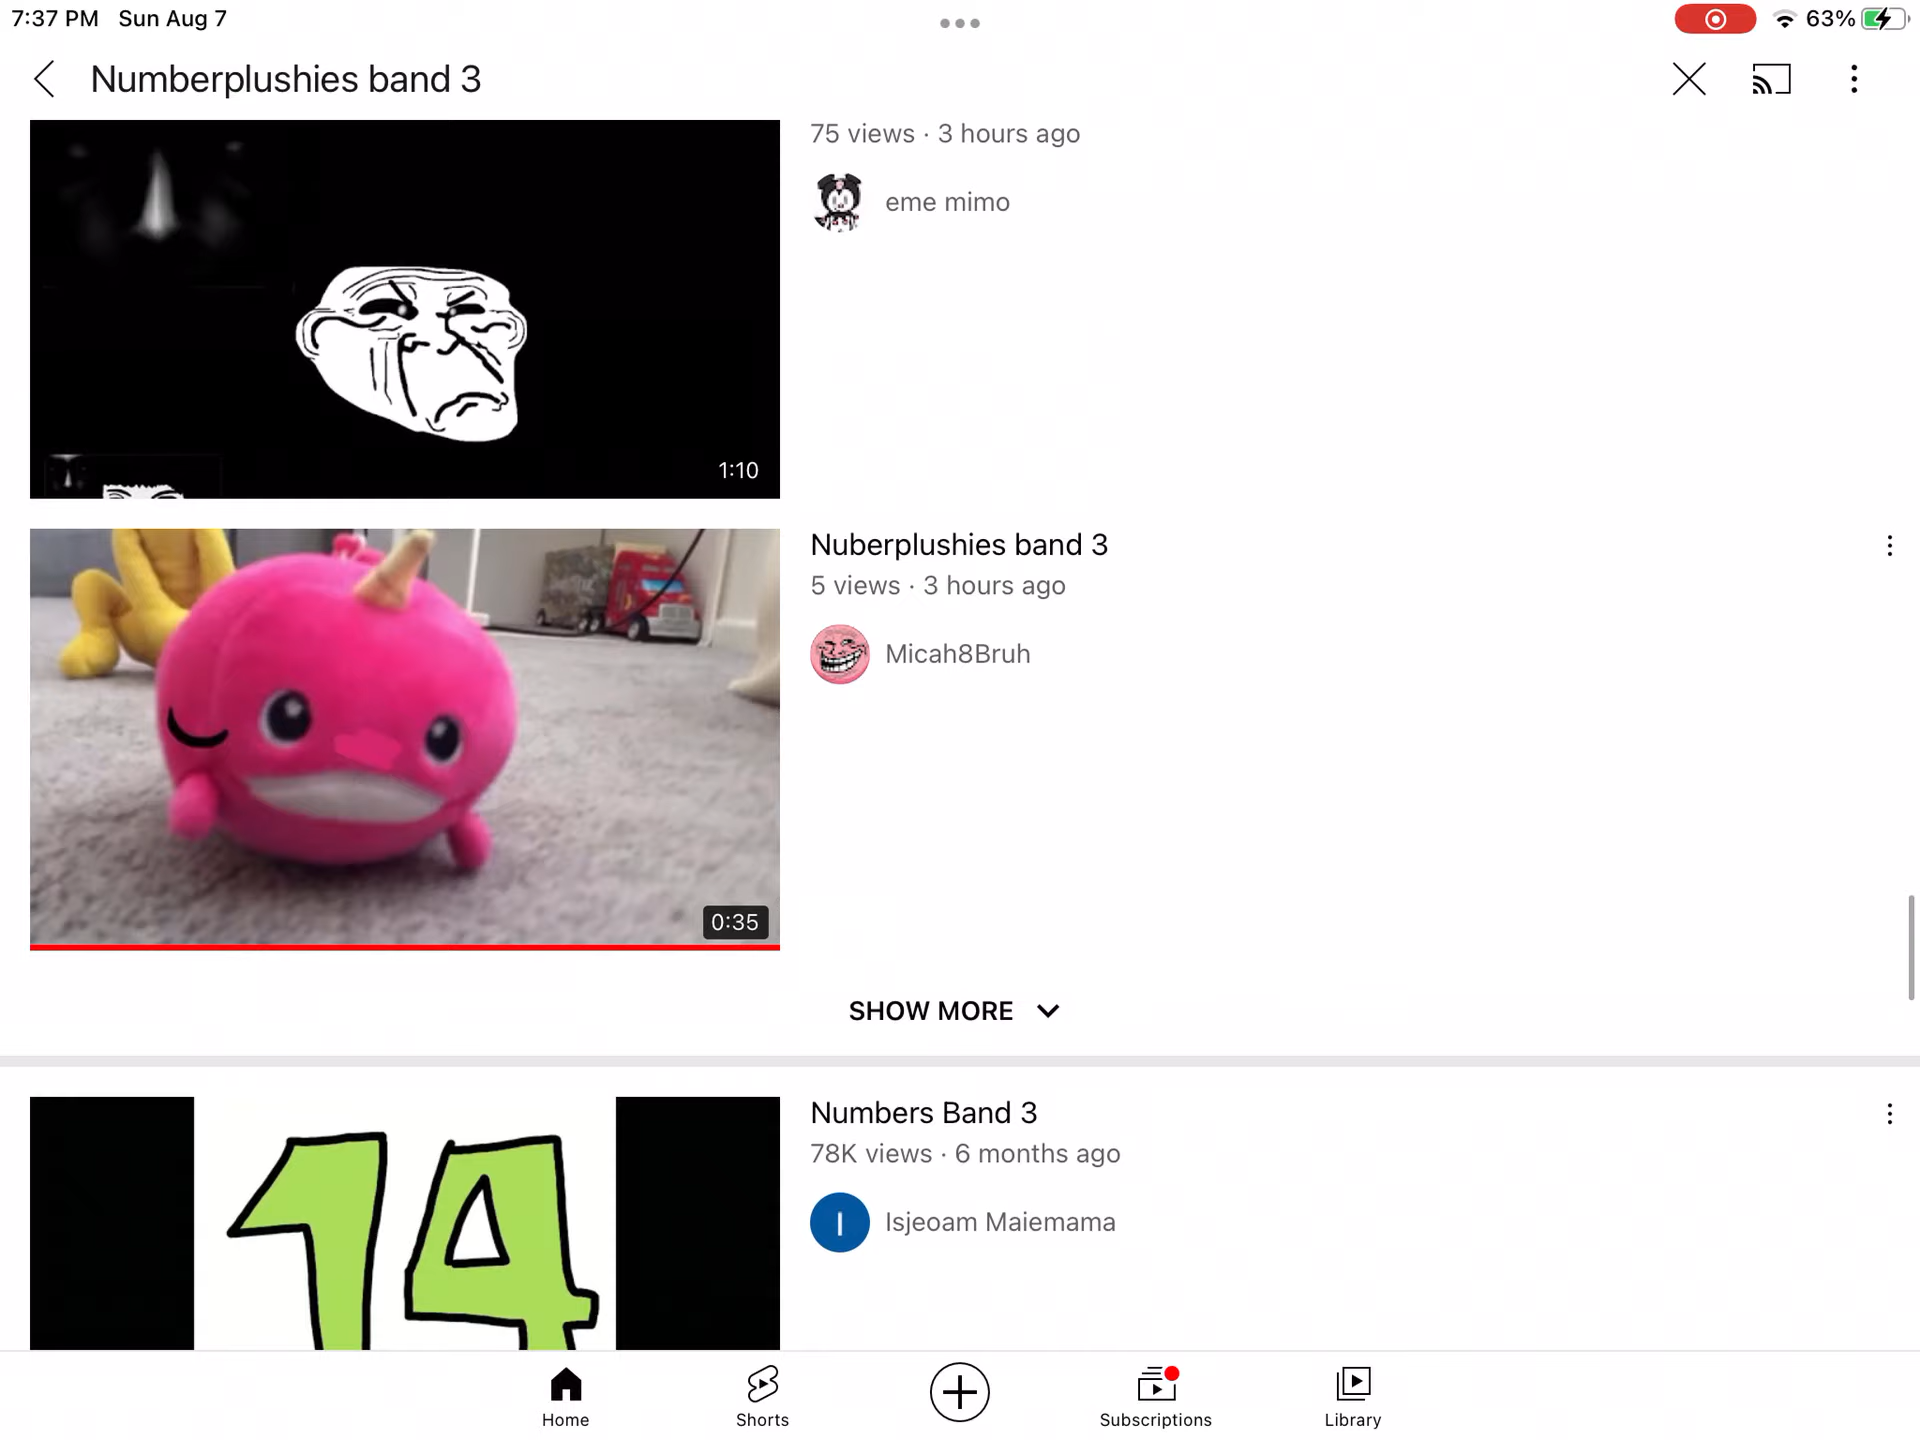 7:37 PM Sun Aug 7
63%
Numberplushies band 3
75 views · 3 hours ago
eme mimo
1:10
Nuberplushies band 3
5 views · 3 hours ago
Micah8Bruh
0:35
SHOW MORE
Numbers Band 3
78K views · 6 months ago
I
Isjeoam Maiemama
14
Home
Shorts
Subscriptions
Library